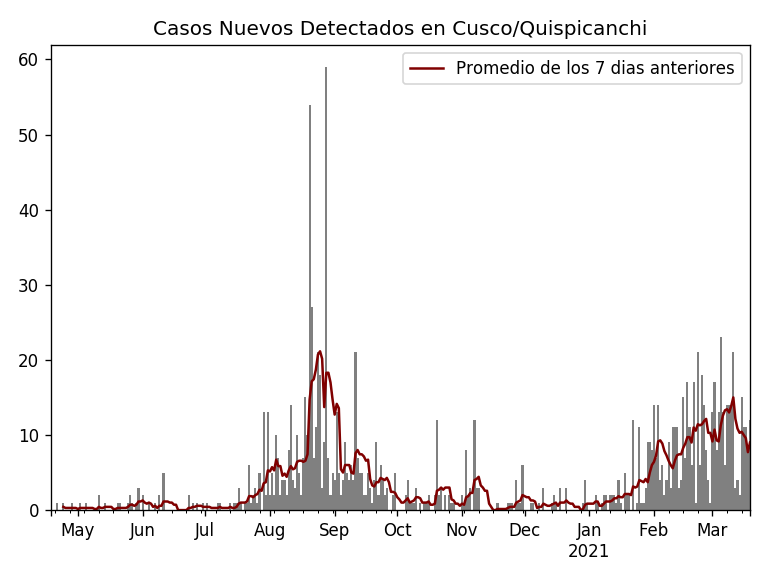 Casos Nuevos Detectados en Cusco/Quispicanchi
Promedio de los 7 dias anteriores
60
50
40
30
20
10
0
May Jun Jul Aug Sep Oct Nov Dec Jan Feb Mar
2021